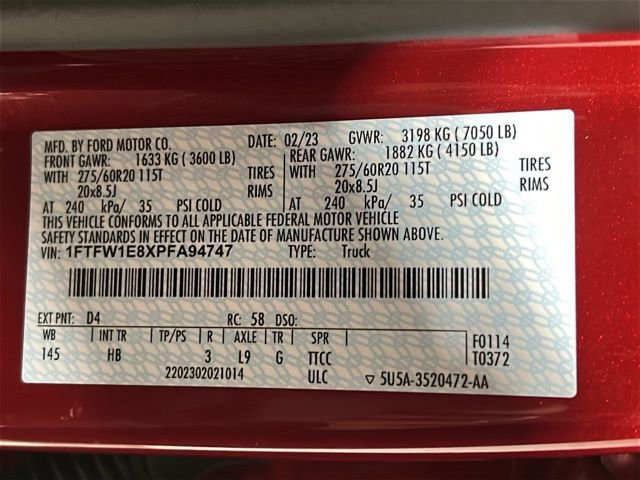 MFD. BY FORD MOTOR CO. DATE: 02/23 GVWR: 3198 KG ( 7050 LB)
FRONT GAWR: 1633 KG ( 3600 LB) REAR GAWR: 1882 KG ( 4150 LB)
WITH 275/60R20 115T TIRES WITH 275/60R20 115T TIRES
20x8.5J RIMS 20x8.5J RIMS
AT 240 kPa/ 35 PSI COLD AT 240 kPa/ 35 PSI COLD
THIS VEHICLE CONFORMS TO ALL APPLICABLE FEDERAL MOTOR VEHICLE
SAFETY STANDARDS IN EFFECT ON THE DATE OF MANUFACTURE SHOWN ABOVE.
VIN: 1FTFW1E8XPFA94747 TYPE: Truck
EXT PNT: D4 RC: 58 DSO:
WB INT TR TP/PS R AXLE TR SPR F0114
145 HB 3 L9 G TTCC T0372
2202302021014 ULC ▽ 5U5A-3520472-AA